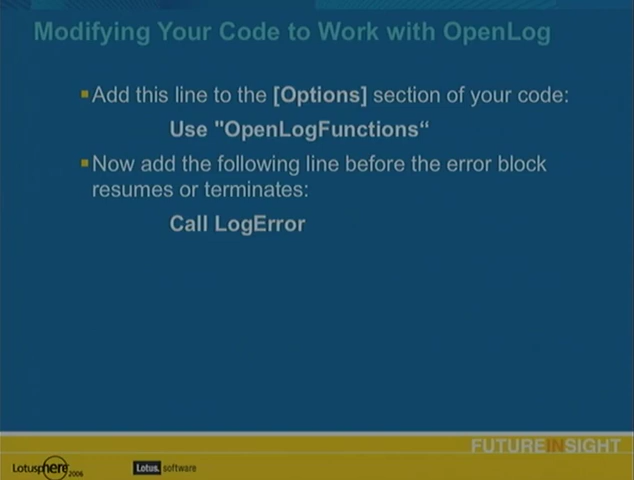 Modifying Your Code to Work with OpenLog
▪Add this line to the [Options] section of your code:
Use "OpenLogFunctions“
▪Now add the following line before the error block
resumes or terminates:
Call LogError
FUTUREINSIGHT
Lotusphere 2006
Lotus. software